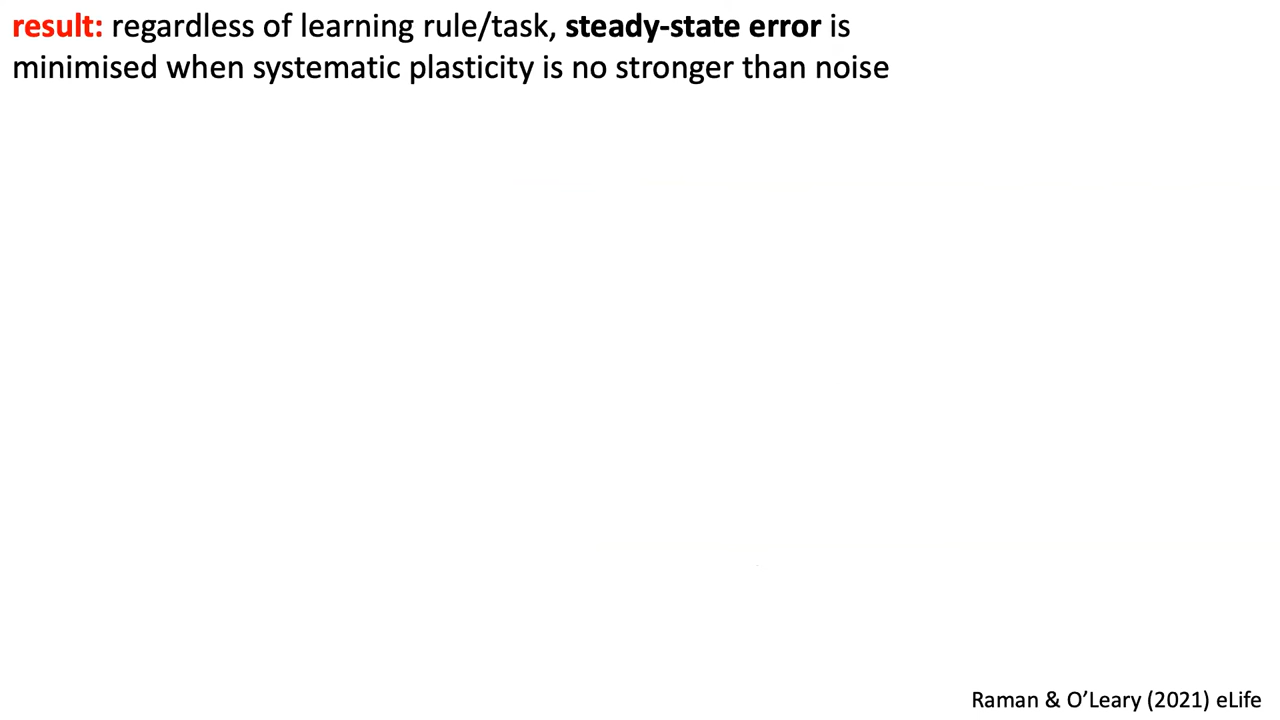 result: regardless of learning rule/task, steady-state error is
minimised when systematic plasticity is no stronger than noise
Raman & O’Leary (2021) eLife